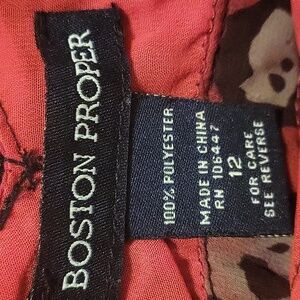 BOSTON PROPER
100% POLYESTER
MADE IN CHINA
RN 106447
12
FOR CARE
SEE REVERSE